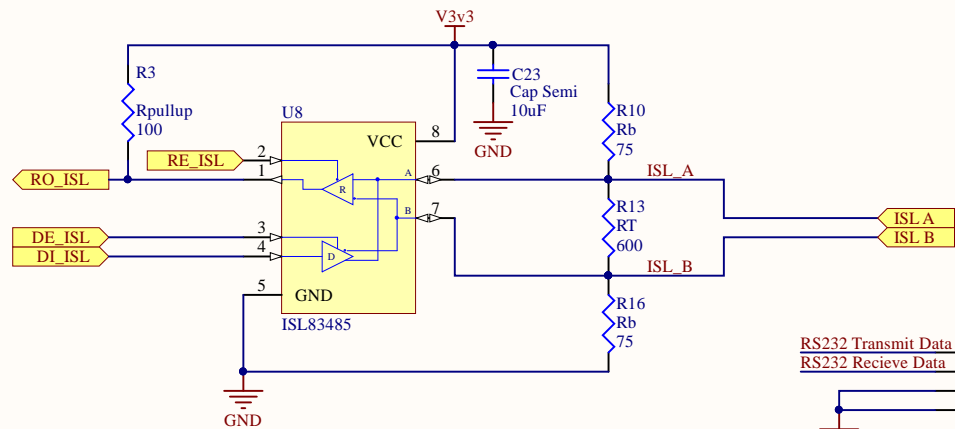 V3v3
R3
Rpullup
100
C23
Cap Semi
10uF
GND
R10
Rb
75
U8
VCC
8
RE_ISL
2
RO_ISL
1
R
A
6
ISL_A
B
7
R13
RT
600
ISL A
ISL B
DE_ISL
3
DI_ISL
4
D
ISL_B
5
GND
ISL83485
R16
Rb
75
GND
RS232 Transmit Data
RS232 Recieve Data